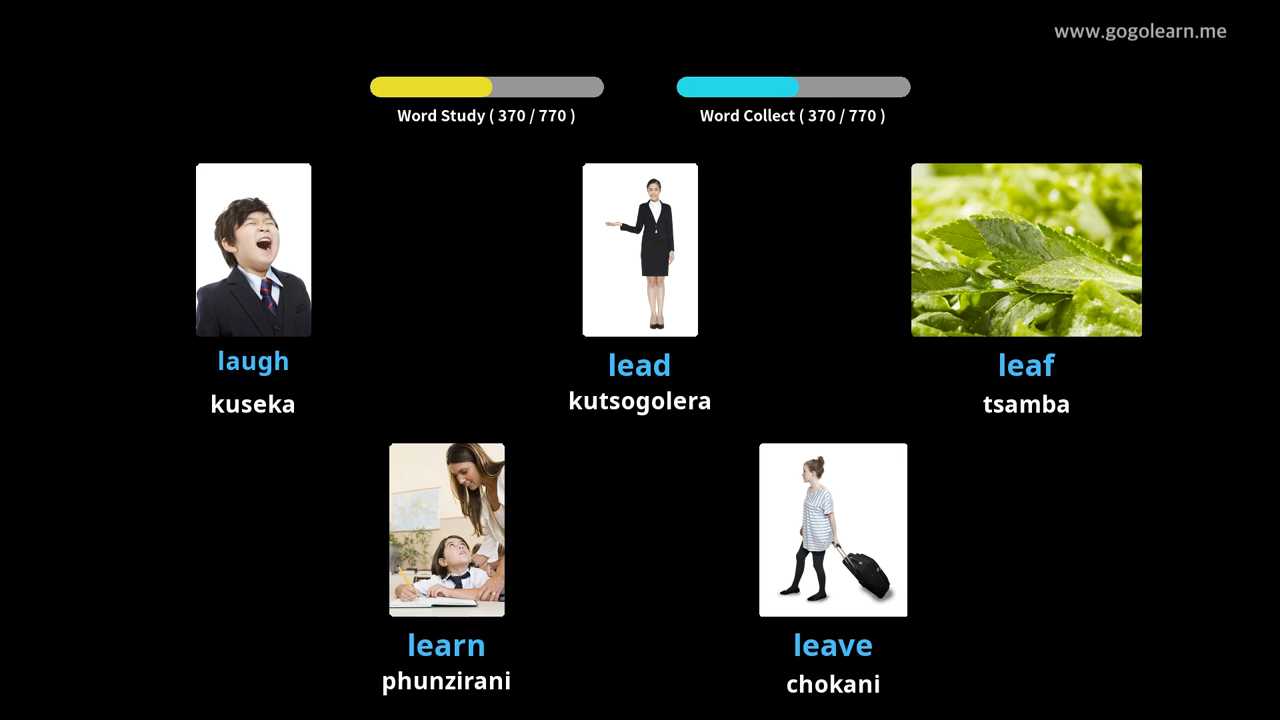 www.gogolearn.me
Word Study ( 370 / 770 )
Word Collect ( 370 / 770 )
laugh
kuseka
lead
kutsogolera
leaf
tsamba
learn
phunzirani
leave
chokani